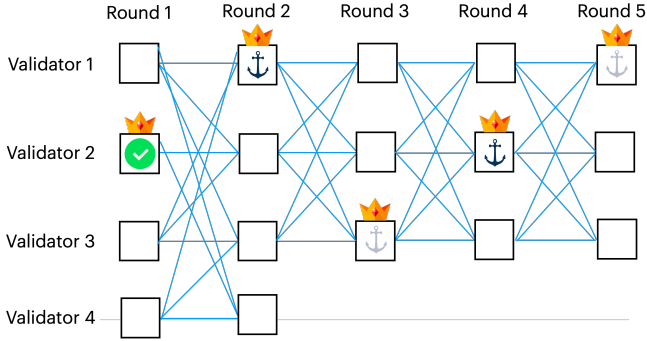 Round 1
Round 2
Round 3
Round 4
Round 5
Validator 1
Validator 2
Validator 3
Validator 4